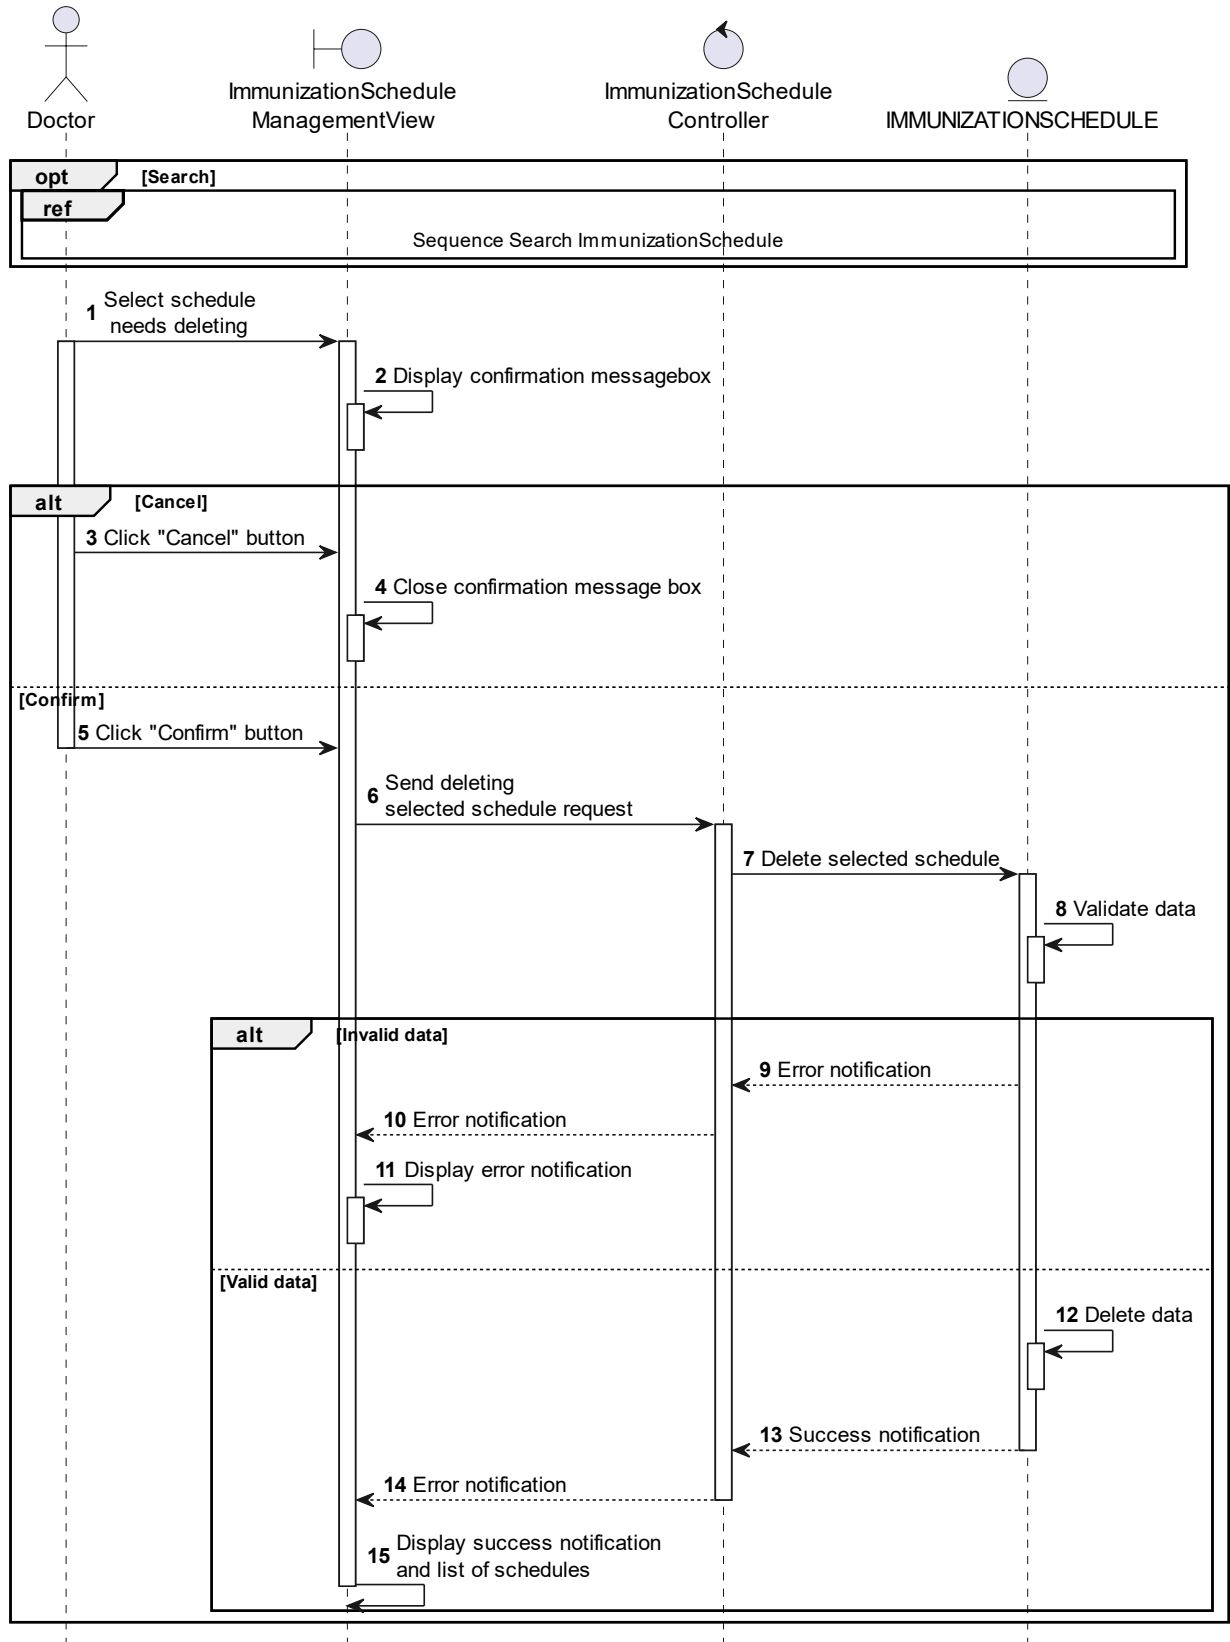 Doctor
ImmunizationSchedule
ManagementView
ImmunizationSchedule
Controller
IMMUNIZATIONSCHEDULE
opt [Search]
ref
Sequence Search ImmunizationSchedule
1 Select schedule
needs deleting
2 Display confirmation messagebox
alt [Cancel]
3 Click "Cancel" button
4 Close confirmation message box
[Confirm]
5 Click "Confirm" button
6 Send deleting
selected schedule request
7 Delete selected schedule
8 Validate data
alt [Invalid data]
9 Error notification
10 Error notification
11 Display error notification
[Valid data]
12 Delete data
13 Success notification
14 Error notification
15 Display success notification
and list of schedules